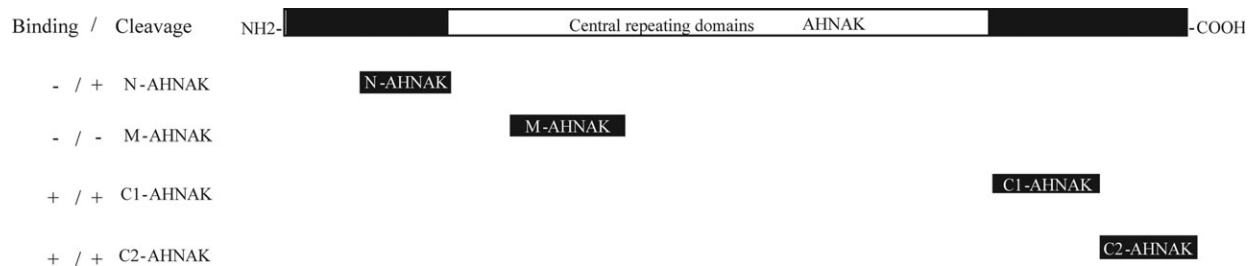 Binding / Cleavage NH2- Central repeating domains AHNAK -COOH
- / + N-AHNAK N-AHNAK
- / - M-AHNAK M-AHNAK
+ / + C1-AHNAK C1-AHNAK
+ / + C2-AHNAK C2-AHNAK